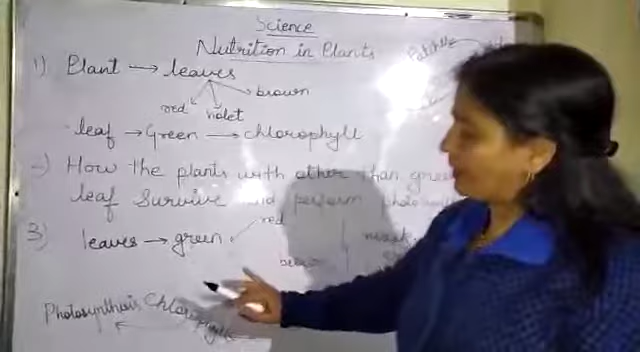 Science
Nutrition in Plants
1) Plant → leaves
red violet brown
leaf → Green → chlorophyll
2) How the plants with other than green
leaf survive and perform photosyn
3) leaves → green red
Photosynthesis Chlorophyll